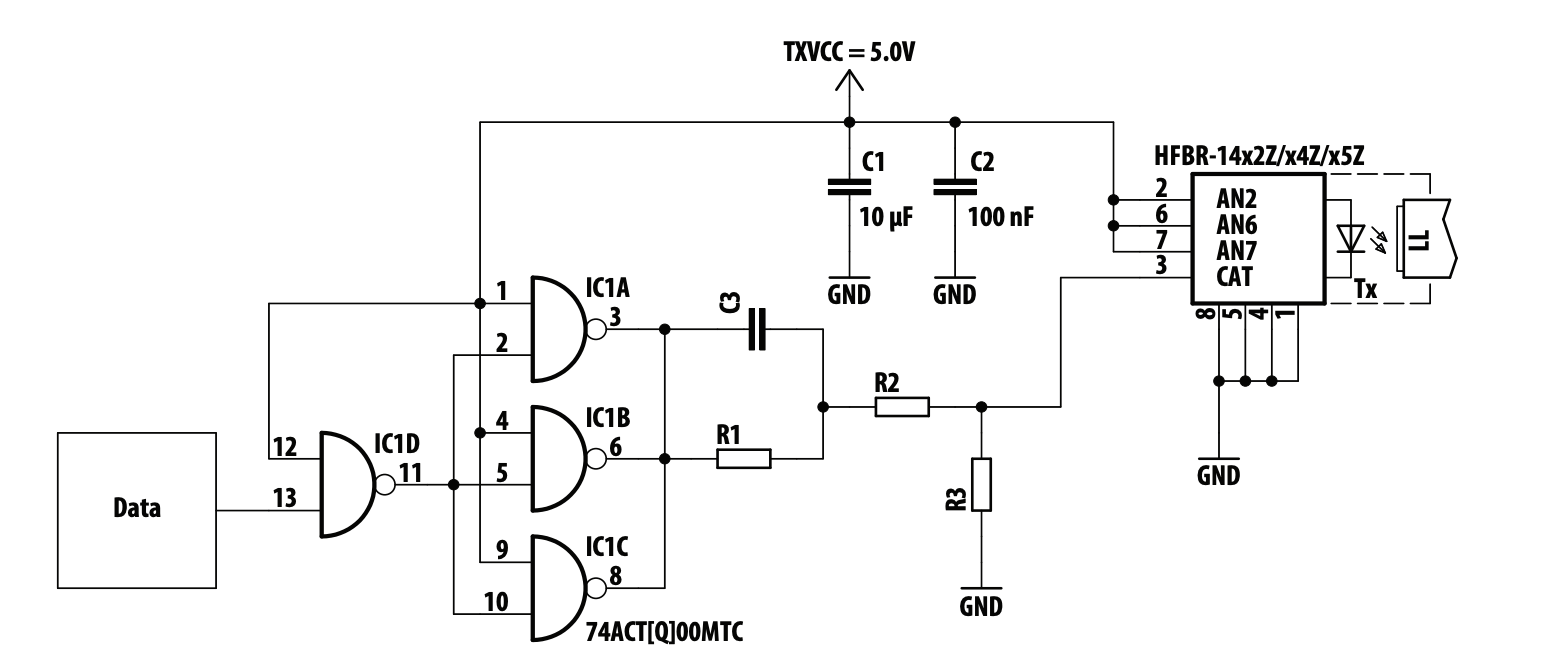 TXVCC = 5.0V
HFBR-14x2Z/x4Z/x5Z
C1
C2
10 µF
100 nF
GND
GND
2
6
7
3
AN2
AN6
AN7
CAT
LL
Tx
8
5
4
1
GND
1
2
IC1A
3
C3
4
5
IC1B
6
R1
R2
R3
GND
12
13
IC1D
11
Data
9
10
IC1C
8
74ACT[Q]00MTC